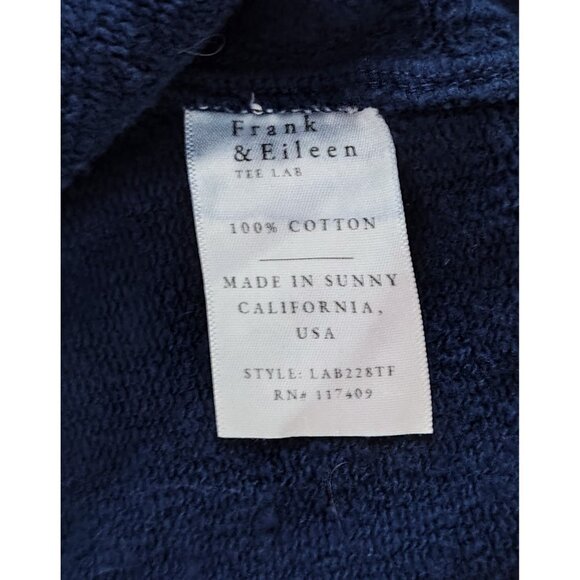 Frank
& Eileen
TEE LAB
100% COTTON
MADE IN SUNNY
CALIFORNIA,
USA
STYLE: LAB228TF
RN# 117409